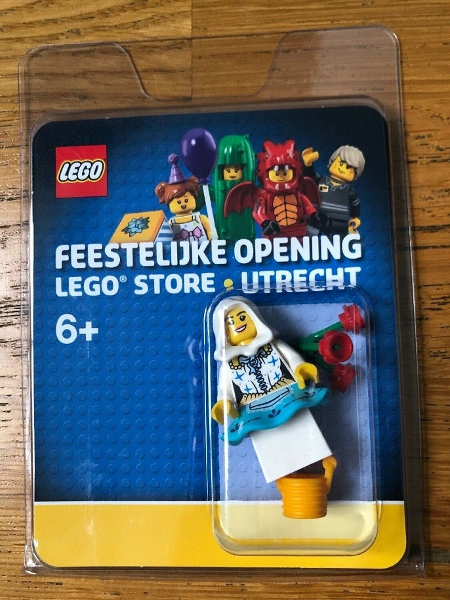 LEGO
FEESTELIJKE OPENING
LEGO® STORE • UTRECHT
6+